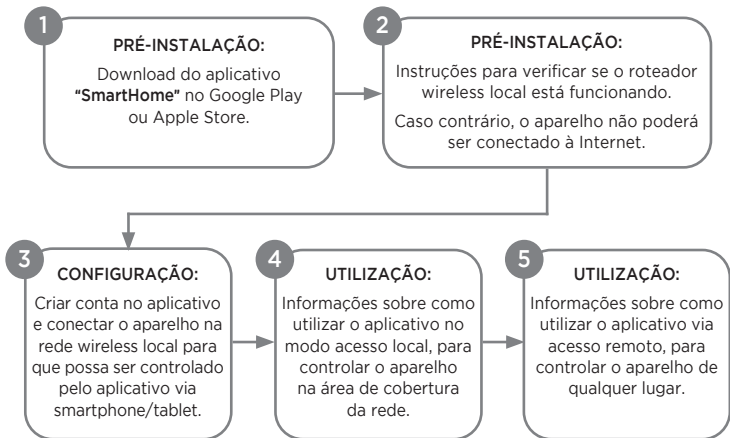 1
PRÉ-INSTALAÇÃO:
Download do aplicativo
"SmartHome" no Google Play
ou Apple Store.
2
PRÉ-INSTALAÇÃO:
Instruções para verificar se o roteador
wireless local está funcionando.
Caso contrário, o aparelho não poderá
ser conectado à Internet.
3
CONFIGURAÇÃO:
Criar conta no aplicativo
e conectar o aparelho na
rede wireless local para
que possa ser controlado
pelo aplicativo via
smartphone/tablet.
4
UTILIZAÇÃO:
Informações sobre como
utilizar o aplicativo no
modo acesso local, para
controlar o aparelho
na área de cobertura
da rede.
5
UTILIZAÇÃO:
Informações sobre como
utilizar o aplicativo via
acesso remoto, para
controlar o aparelho de
qualquer lugar.